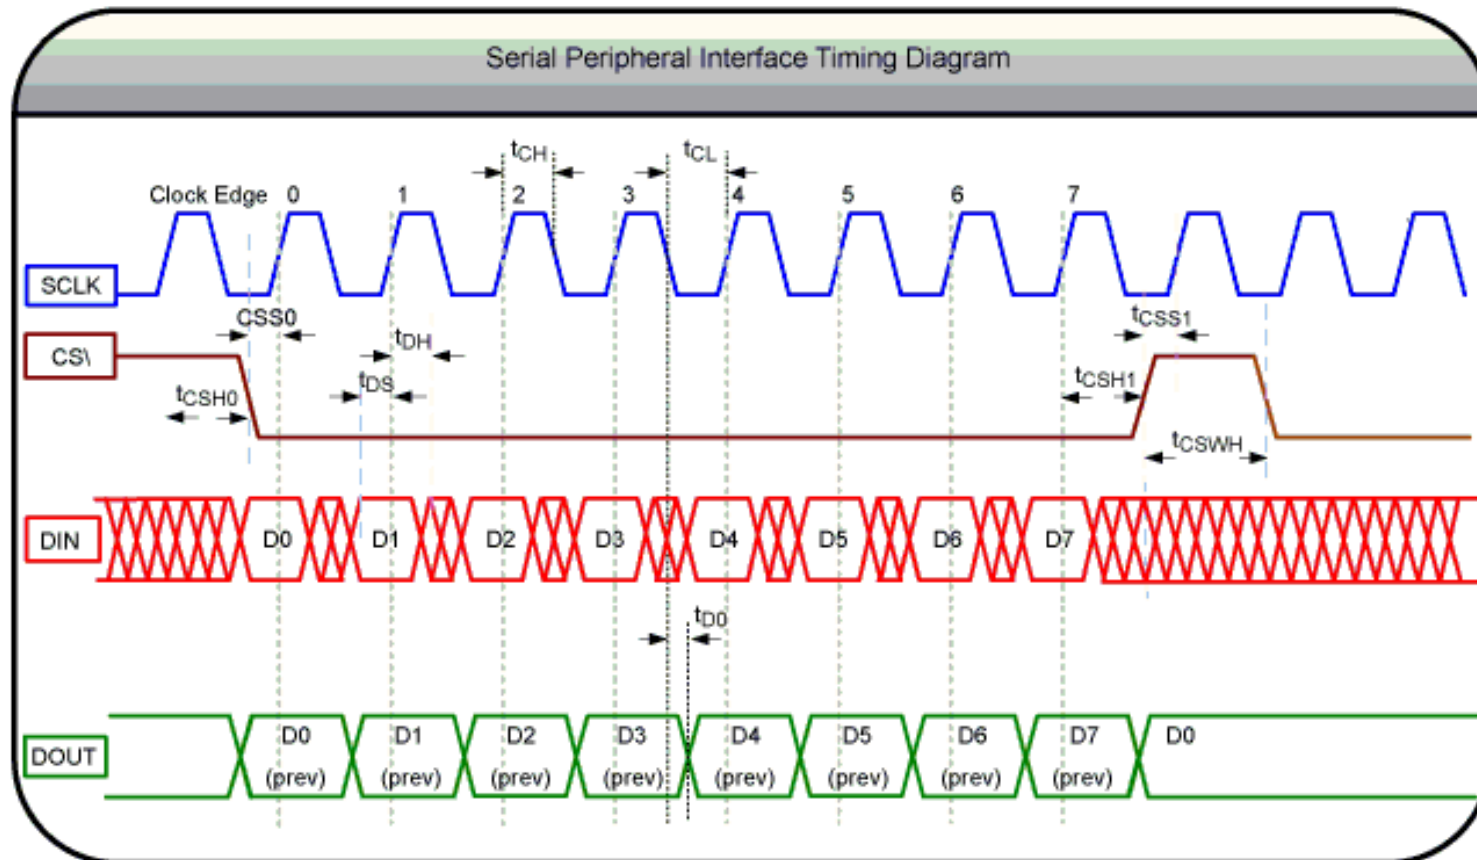 Serial Peripheral Interface Timing Diagram
tCH
tCL
Clock Edge 0 1 2 3 4 5 6 7
SCLK
CSS0
tCSS1
CS\
tDH
tDS
tCSH0
tCSH1
tCSWH
DIN
D0 D1 D2 D3 D4 D5 D6 D7
tD0
DOUT
D0 D1 D2 D3 D4 D5 D6 D7 D0
(prev) (prev) (prev) (prev) (prev) (prev) (prev) (prev)